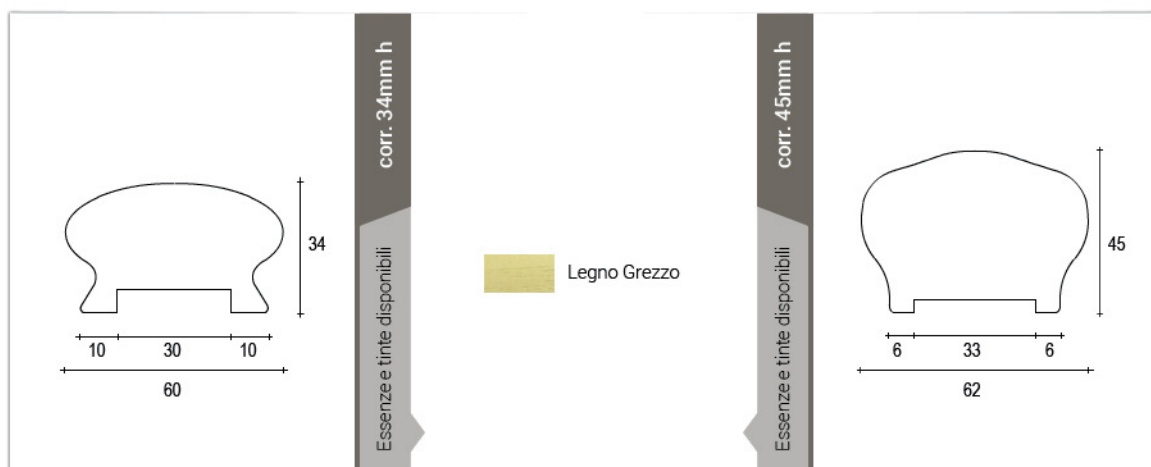 34
10
30
10
60
corr. 34mm h
Essenze e tinte disponibili
Legno Grezzo
corr. 45mm h
Essenze e tinte disponibili
45
6
33
6
62